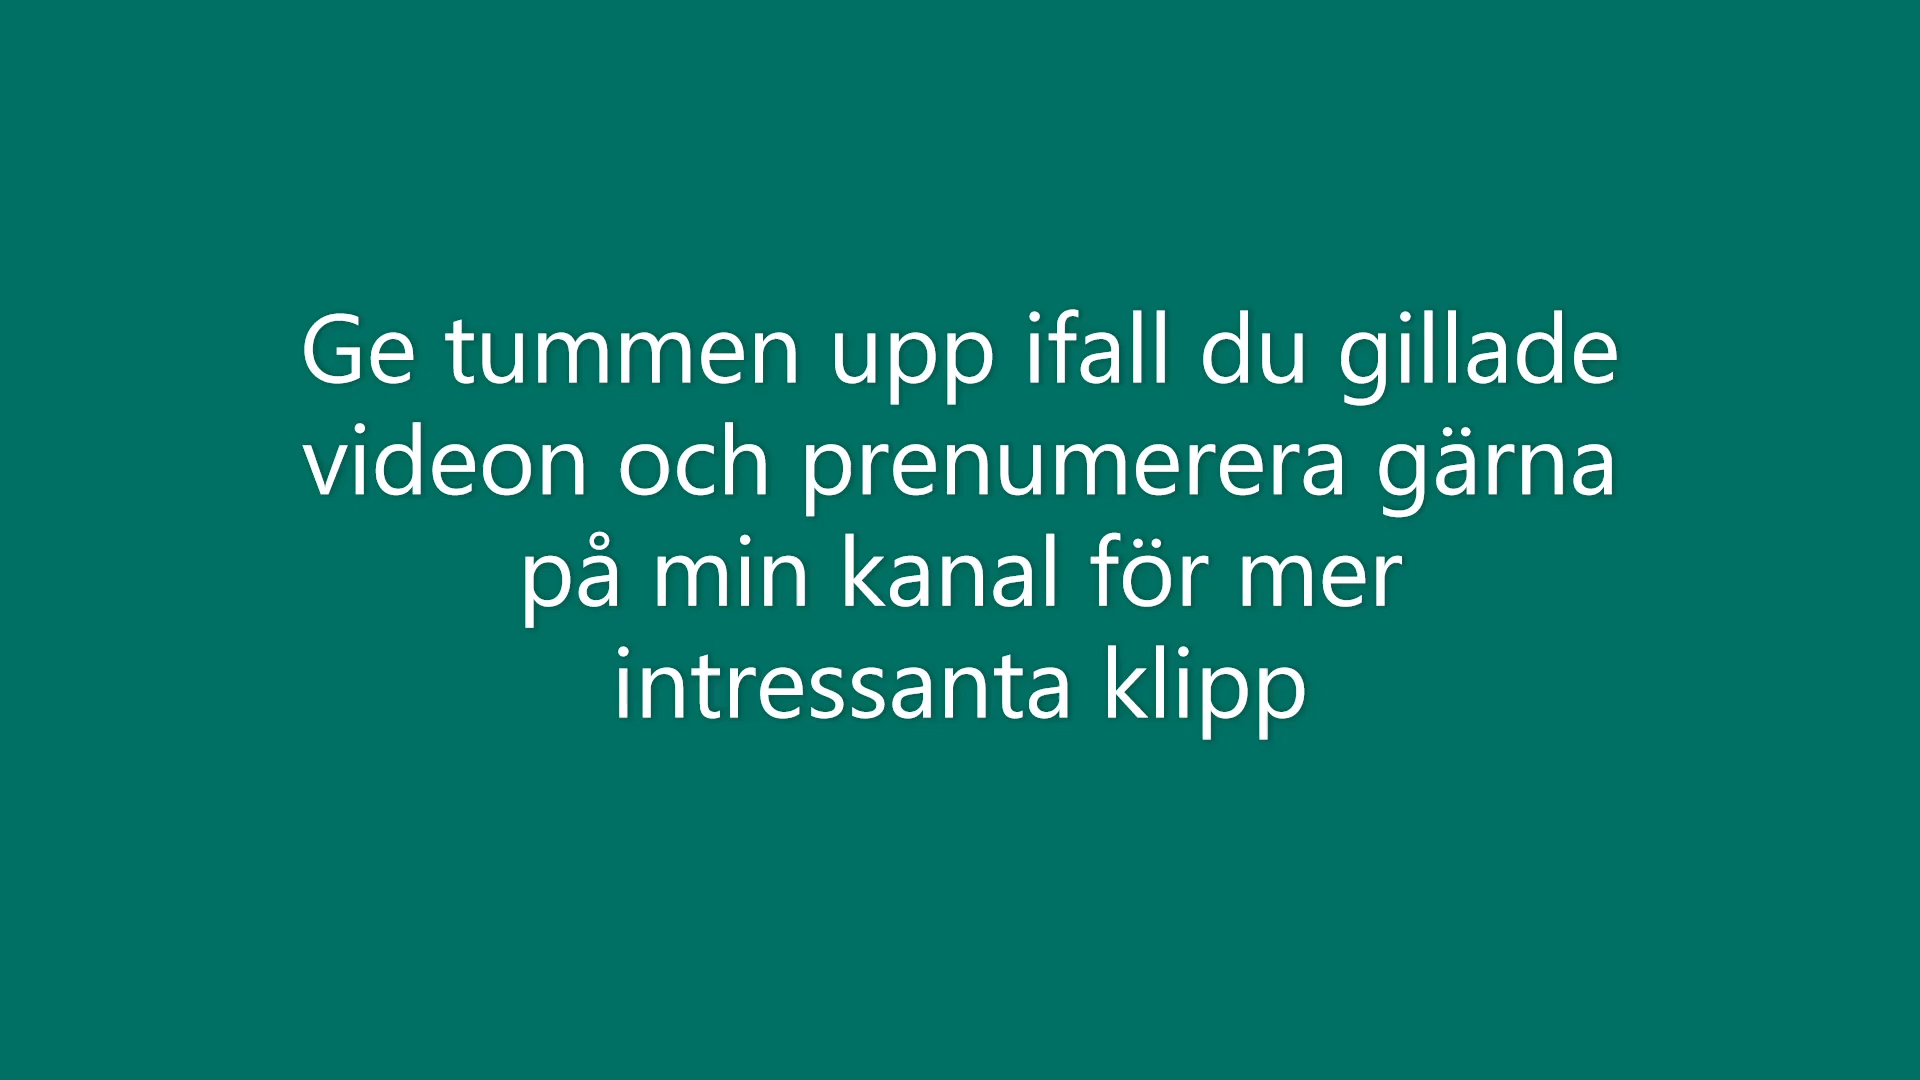 Ge tummen upp ifall du gillade
videon och prenumerera gärna
på min kanal för mer
intressanta klipp